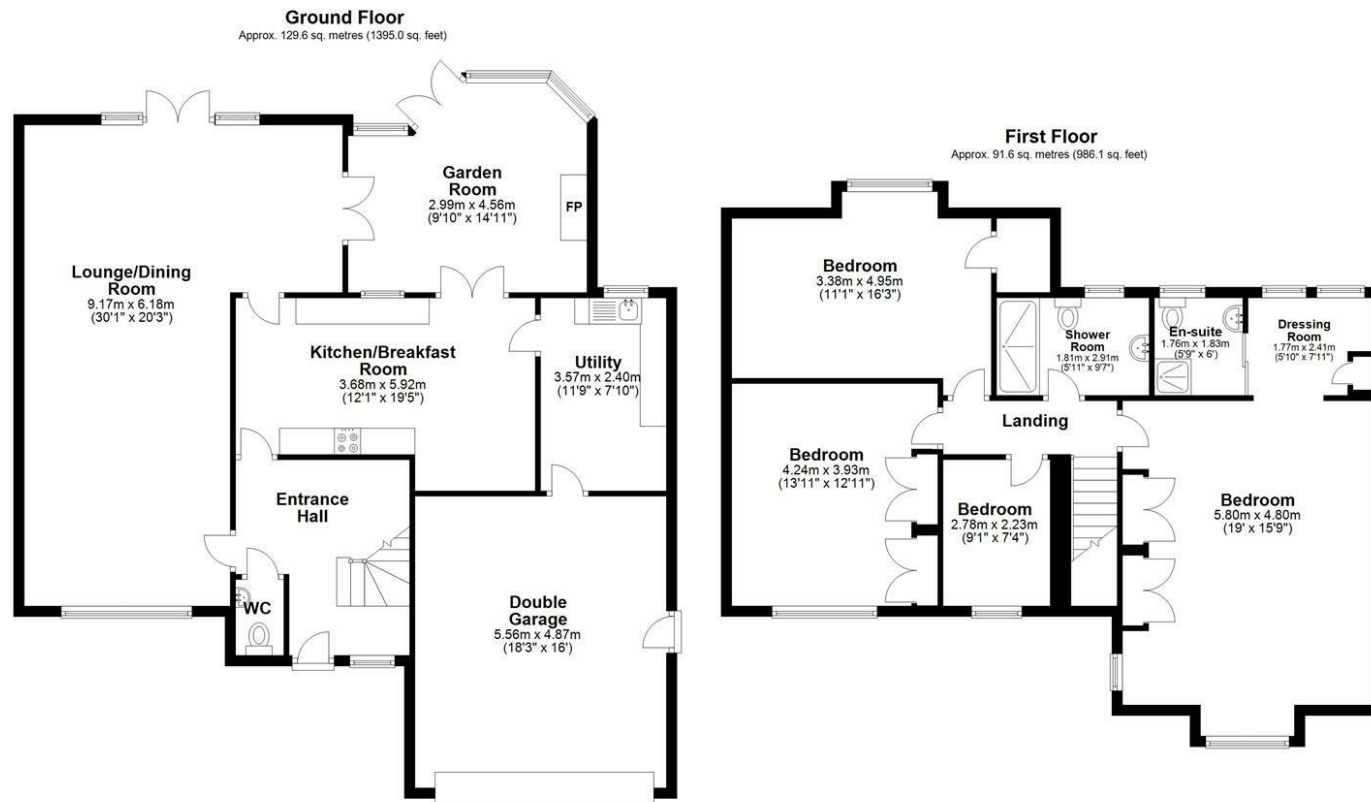 Ground Floor
Approx. 129.6 sq. metres (1395.0 sq. feet)
Garden
Room
2.99m x 4.56m
(9'10" x 14'11")
FP
Lounge/Dining
Room
9.17m x 6.18m
(30'1" x 20'3")
Kitchen/Breakfast
Room
3.68m x 5.92m
(12'1" x 19'5")
Utility
3.57m x 2.40m
(11'9" x 7'10")
Entrance
Hall
WC
Double
Garage
5.56m x 4.87m
(18'3" x 16')
First Floor
Approx. 91.6 sq. metres (986.1 sq. feet)
Bedroom
3.38m x 4.95m
(11'1" x 16'3")
Shower
Room
1.81m x 2.91m
(5'11" x 9'7")
En-suite
1.76m x 1.83m
(5'9" x 6')
Dressing
Room
1.77m x 2.41m
(5'10" x 7'11")
Landing
Bedroom
4.24m x 3.93m
(13'11" x 12'11")
Bedroom
2.78m x 2.23m
(9'1" x 7'4")
Bedroom
5.80m x 4.80m
(19' x 15'9")